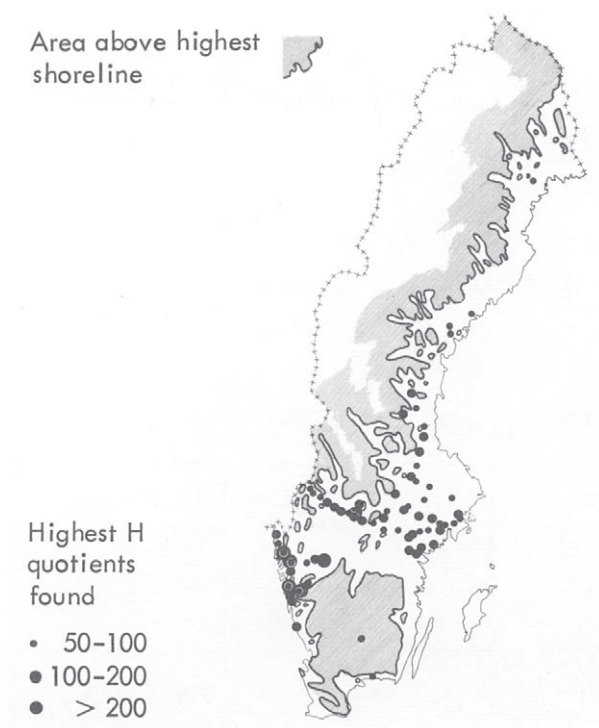 Area above highest
shoreline
Highest H
quotients
found
50–100
100–200
> 200